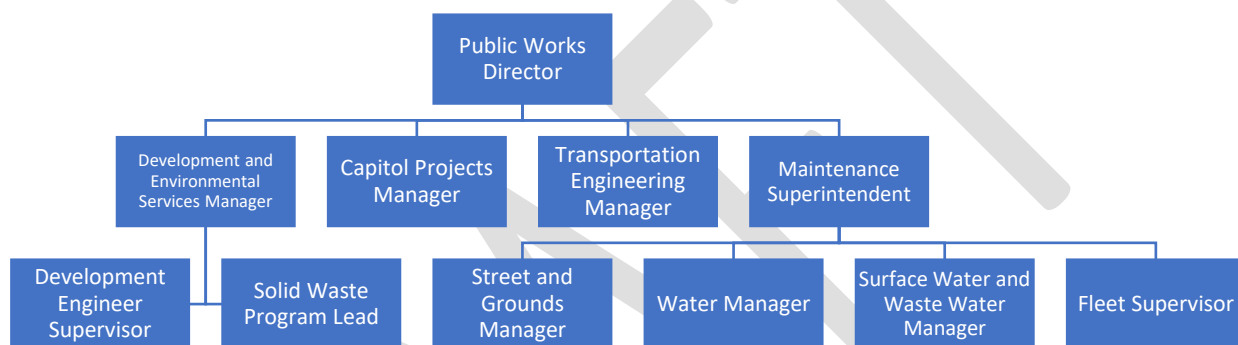 Public Works
Director
Development and
Environmental
Services Manager
Capitol Projects
Manager
Transportation
Engineering
Manager
Maintenance
Superintendent
Development
Engineer
Supervisor
Solid Waste
Program Lead
Street and
Grounds
Manager
Water Manager
Surface Water and
Waste Water
Manager
Fleet Supervisor